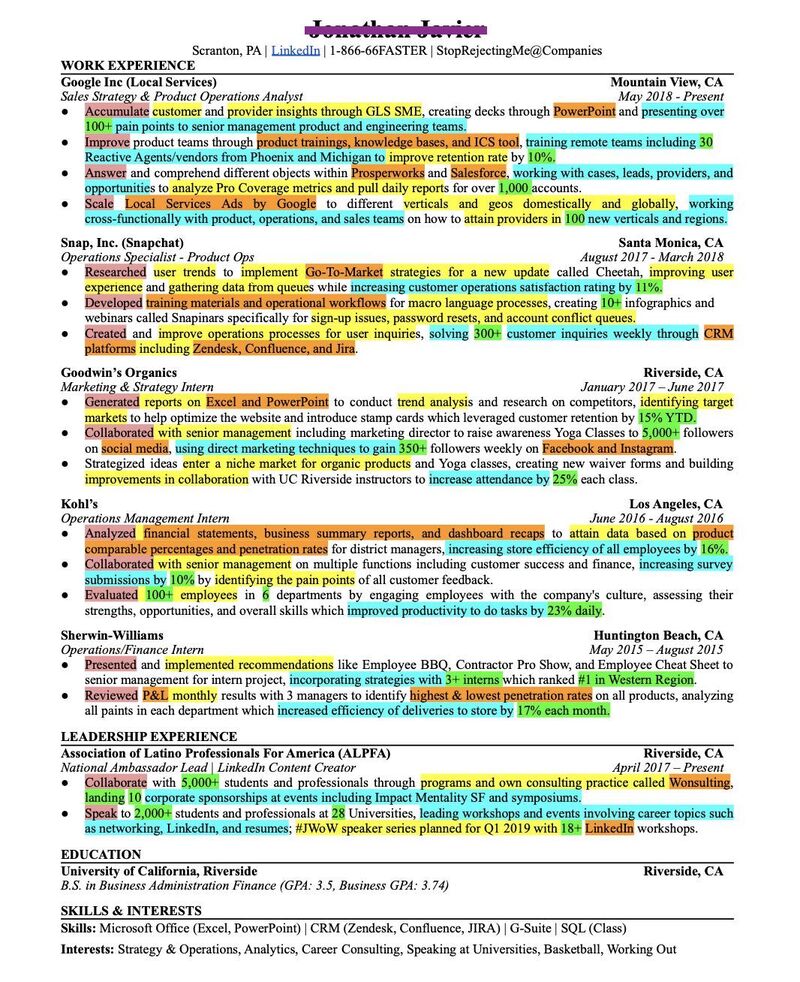 Jonathan Javier
Scranton, PA | LinkedIn | 1-866-66FASTER | StopRejectingMe@Companies
WORK EXPERIENCE
Google Inc (Local Services) Mountain View, CA
Sales Strategy & Product Operations Analyst May 2018 - Present
● Accumulate customer and provider insights through GLS SME, creating decks through PowerPoint and presenting over
100+ pain points to senior management product and engineering teams.
● Improve product teams through product trainings, knowledge bases, and ICS tool, training remote teams including 30
Reactive Agents/vendors from Phoenix and Michigan to improve retention rate by 10%.
● Answer and comprehend different objects within Prosperworks and Salesforce, working with cases, leads, providers, and
opportunities to analyze Pro Coverage metrics and pull daily reports for over 1,000 accounts.
● Scale Local Services Ads by Google to different verticals and geos domestically and globally, working
cross-functionally with product, operations, and sales teams on how to attain providers in 100 new verticals and regions.
Snap, Inc. (Snapchat) Santa Monica, CA
Operations Specialist - Product Ops August 2017 - March 2018
● Researched user trends to implement Go-To-Market strategies for a new update called Cheetah, improving user
experience and gathering data from queues while increasing customer operations satisfaction rating by 11%.
● Developed training materials and operational workflows for macro language processes, creating 10+ infographics and
webinars called Snapinars specifically for sign-up issues, password resets, and account conflict queues.
● Created and improve operations processes for user inquiries, solving 300+ customer inquiries weekly through CRM
platforms including Zendesk, Confluence, and Jira.
Goodwin's Organics Riverside, CA
Marketing & Strategy Intern January 2017 – June 2017
● Generated reports on Excel and PowerPoint to conduct trend analysis and research on competitors, identifying target
markets to help optimize the website and introduce stamp cards which leveraged customer retention by 15% YTD.
● Collaborated with senior management including marketing director to raise awareness Yoga Classes to 5,000+ followers
on social media, using direct marketing techniques to gain 350+ followers weekly on Facebook and Instagram.
● Strategized ideas enter a niche market for organic products and Yoga classes, creating new waiver forms and building
improvements in collaboration with UC Riverside instructors to increase attendance by 25% each class.
Kohl's Los Angeles, CA
Operations Management Intern June 2016 - August 2016
● Analyzed financial statements, business summary reports, and dashboard recaps to attain data based on product
comparable percentages and penetration rates for district managers, increasing store efficiency of all employees by 16%.
● Collaborated with senior management on multiple functions including customer success and finance, increasing survey
submissions by 10% by identifying the pain points of all customer feedback.
● Evaluated 100+ employees in 6 departments by engaging employees with the company's culture, assessing their
strengths, opportunities, and overall skills which improved productivity to do tasks by 23% daily.
Sherwin-Williams Huntington Beach, CA
Operations/Finance Intern May 2015 – August 2015
● Presented and implemented recommendations like Employee BBQ, Contractor Pro Show, and Employee Cheat Sheet to
senior management for intern project, incorporating strategies with 3+ interns which ranked #1 in Western Region.
● Reviewed P&L monthly results with 3 managers to identify highest & lowest penetration rates on all products, analyzing
all paints in each department which increased efficiency of deliveries to store by 17% each month.
LEADERSHIP EXPERIENCE
Association of Latino Professionals For America (ALPFA) Riverside, CA
National Ambassador Lead | LinkedIn Content Creator April 2017 – Present
● Collaborate with 5,000+ students and professionals through programs and own consulting practice called Wonsulting,
landing 10 corporate sponsorships at events including Impact Mentality SF and symposiums.
● Speak to 2,000+ students and professionals at 28 Universities, leading workshops and events involving career topics such
as networking, LinkedIn, and resumes; #JWoW speaker series planned for Q1 2019 with 18+ LinkedIn workshops.
EDUCATION
University of California, Riverside Riverside, CA
B.S. in Business Administration Finance (GPA: 3.5, Business GPA: 3.74)
SKILLS & INTERESTS
Skills: Microsoft Office (Excel, PowerPoint) | CRM (Zendesk, Confluence, JIRA) | G-Suite | SQL (Class)
Interests: Strategy & Operations, Analytics, Career Consulting, Speaking at Universities, Basketball, Working Out